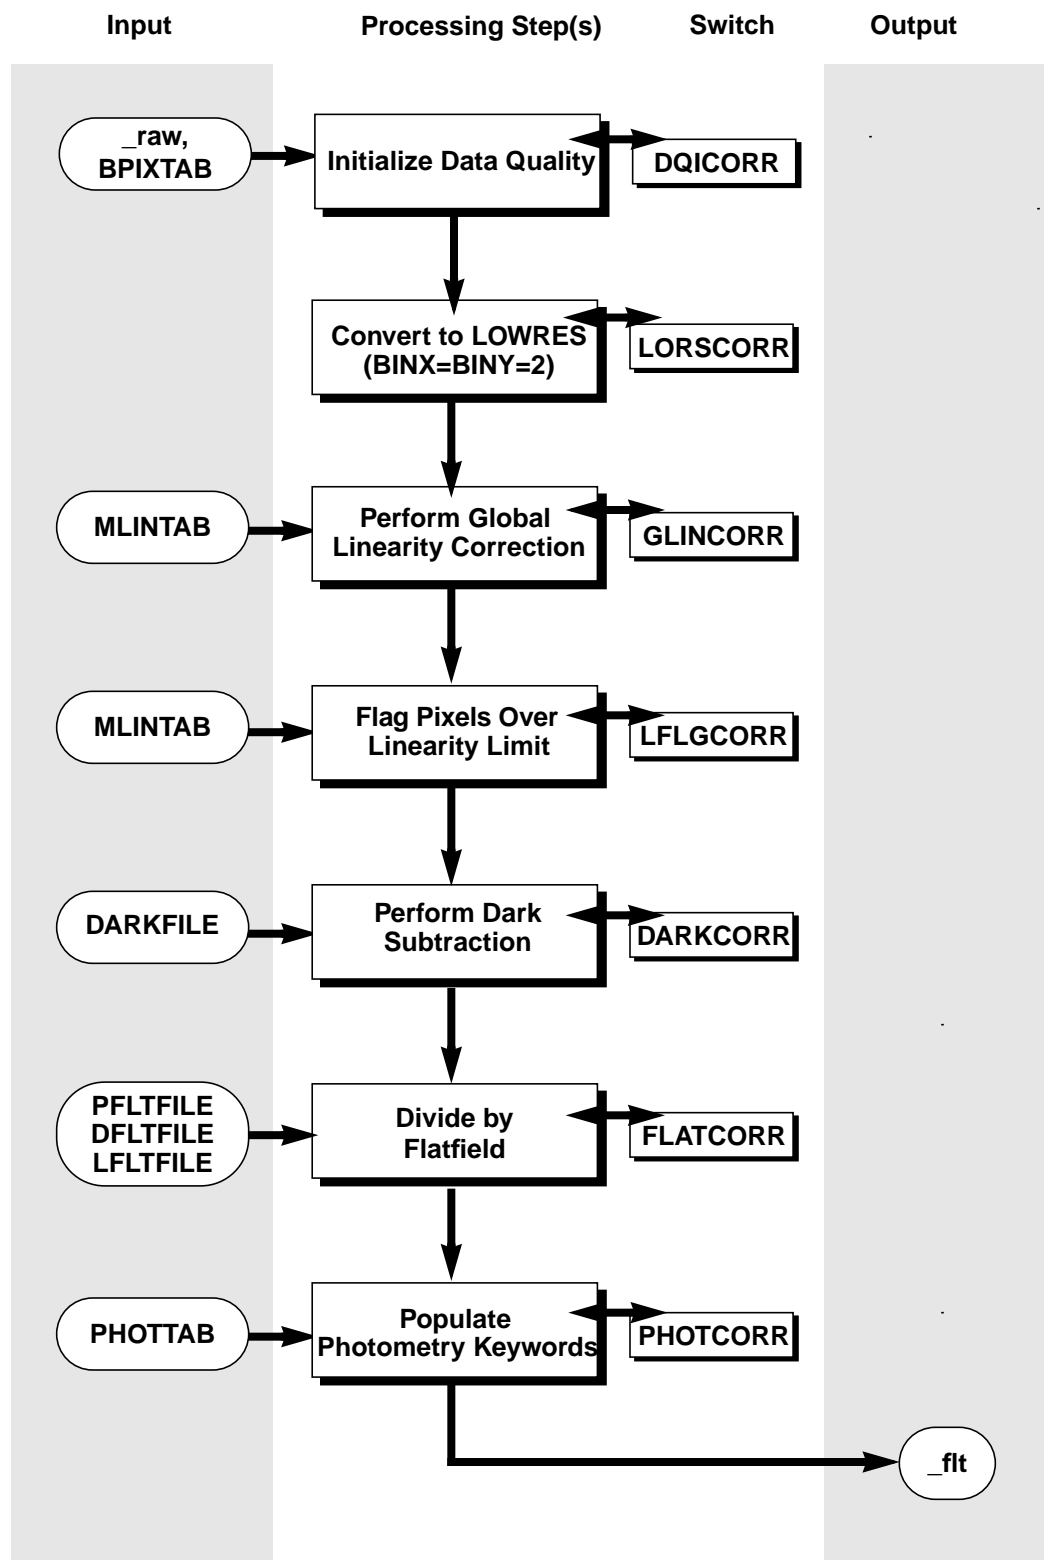 Input
Processing Step(s)
Switch
Output
_raw,
BPIXTAB
Initialize Data Quality
DQICORR
Convert to LOWRES
(BINX=BINY=2)
LORSCORR
MLINTAB
Perform Global
Linearity Correction
GLINCORR
MLINTAB
Flag Pixels Over
Linearity Limit
LFLGCORR
DARKFILE
Perform Dark
Subtraction
DARKCORR
PFLTFILE
DFLTFILE
LFLTFILE
Divide by
Flatfield
FLATCORR
PHOTTAB
Populate
Photometry Keywords
PHOTCORR
_flt